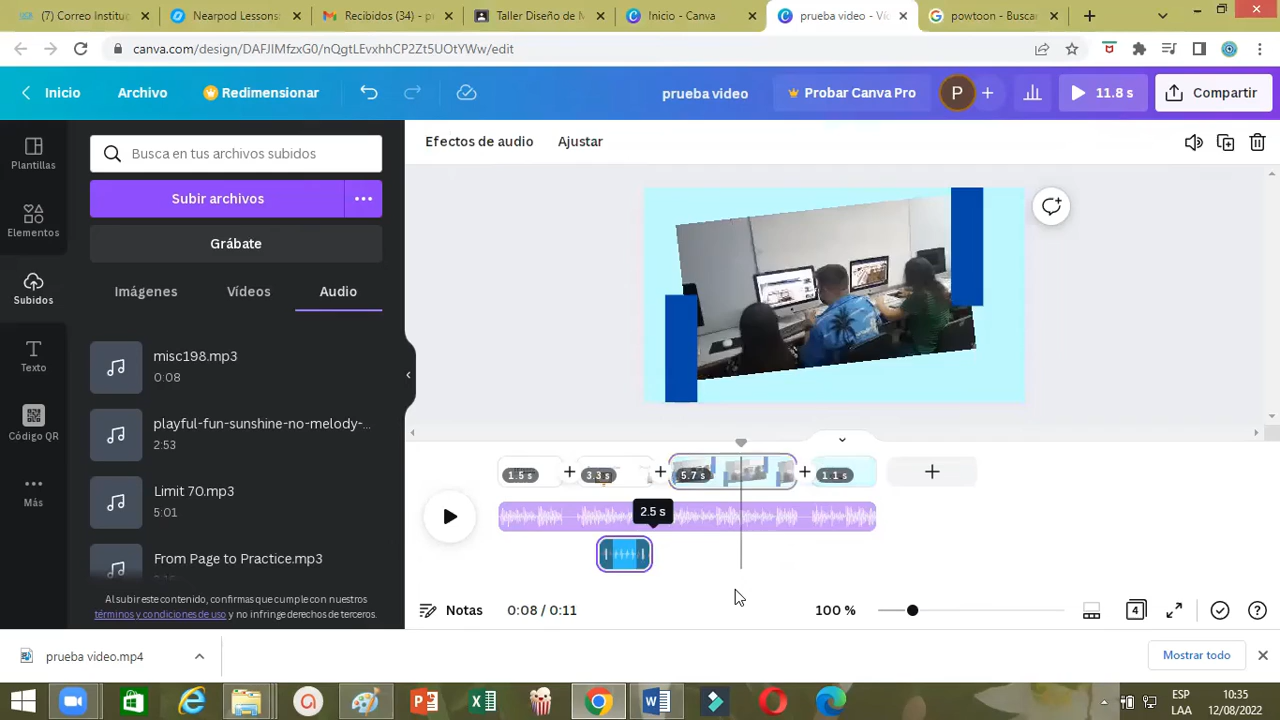 Correo Institu
Nearpod Lessons
Recibidos (34) - p
Taller Diseño de M
Inicio - Canva
prueba video - Ví
powtoon - Buscar
canva.com/design/DAFJIMfzxG0/nQgtLEvxhhCP2Zt5UOtYWw/edit
Inicio
Archivo
Redimensionar
prueba video
Probar Canva Pro
P
11.8 s
Compartir
Plantillas
Elementos
Subidos
Texto
Código QR
Más
Busca en tus archivos subidos
Subir archivos
Grábate
Imágenes
Vídeos
Audio
misc198.mp3
0:08
playful-fun-sunshine-no-melody-...
2:53
Limit 70.mp3
5:01
From Page to Practice.mp3
Al subir este contenido, confirmas que cumple con nuestros
términos y condiciones de uso y no infringe derechos de terceros.
Efectos de audio
Ajustar
1.5 s
3.3 s
5.7 s
1.1 s
2.5 s
Notas
0:08 / 0:11
100 %
4
prueba video.mp4
Mostrar todo
ESP
LAA
10:35
12/08/2022